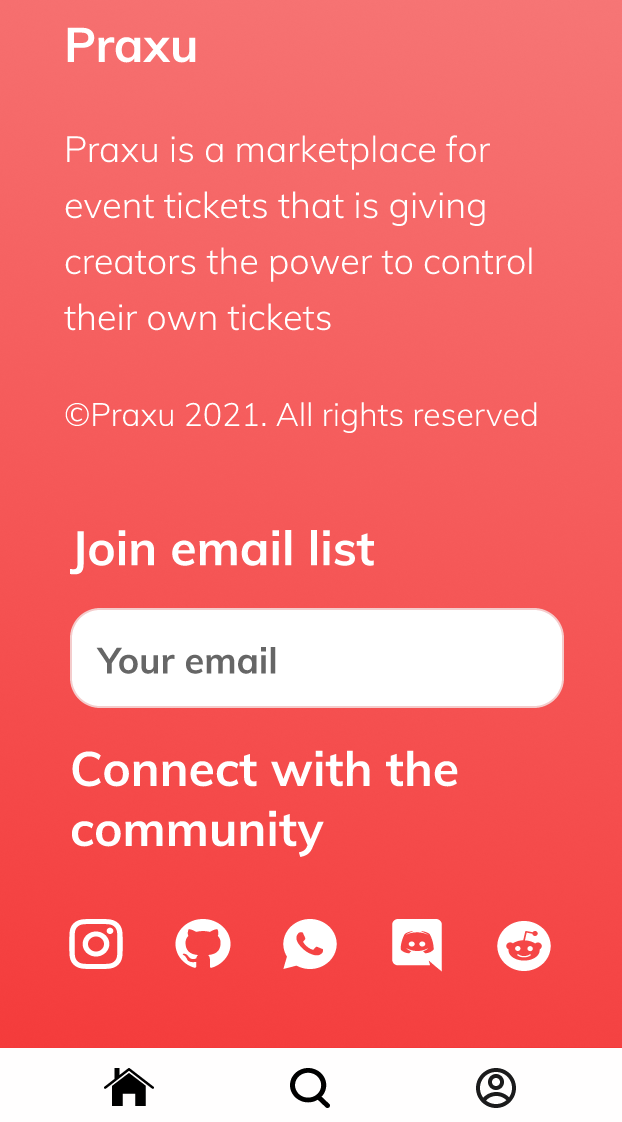 Praxu
Praxu is a marketplace for
event tickets that is giving
creators the power to control
their own tickets
©Praxu 2021. All rights reserved
Join email list
Your email
Connect with the
community